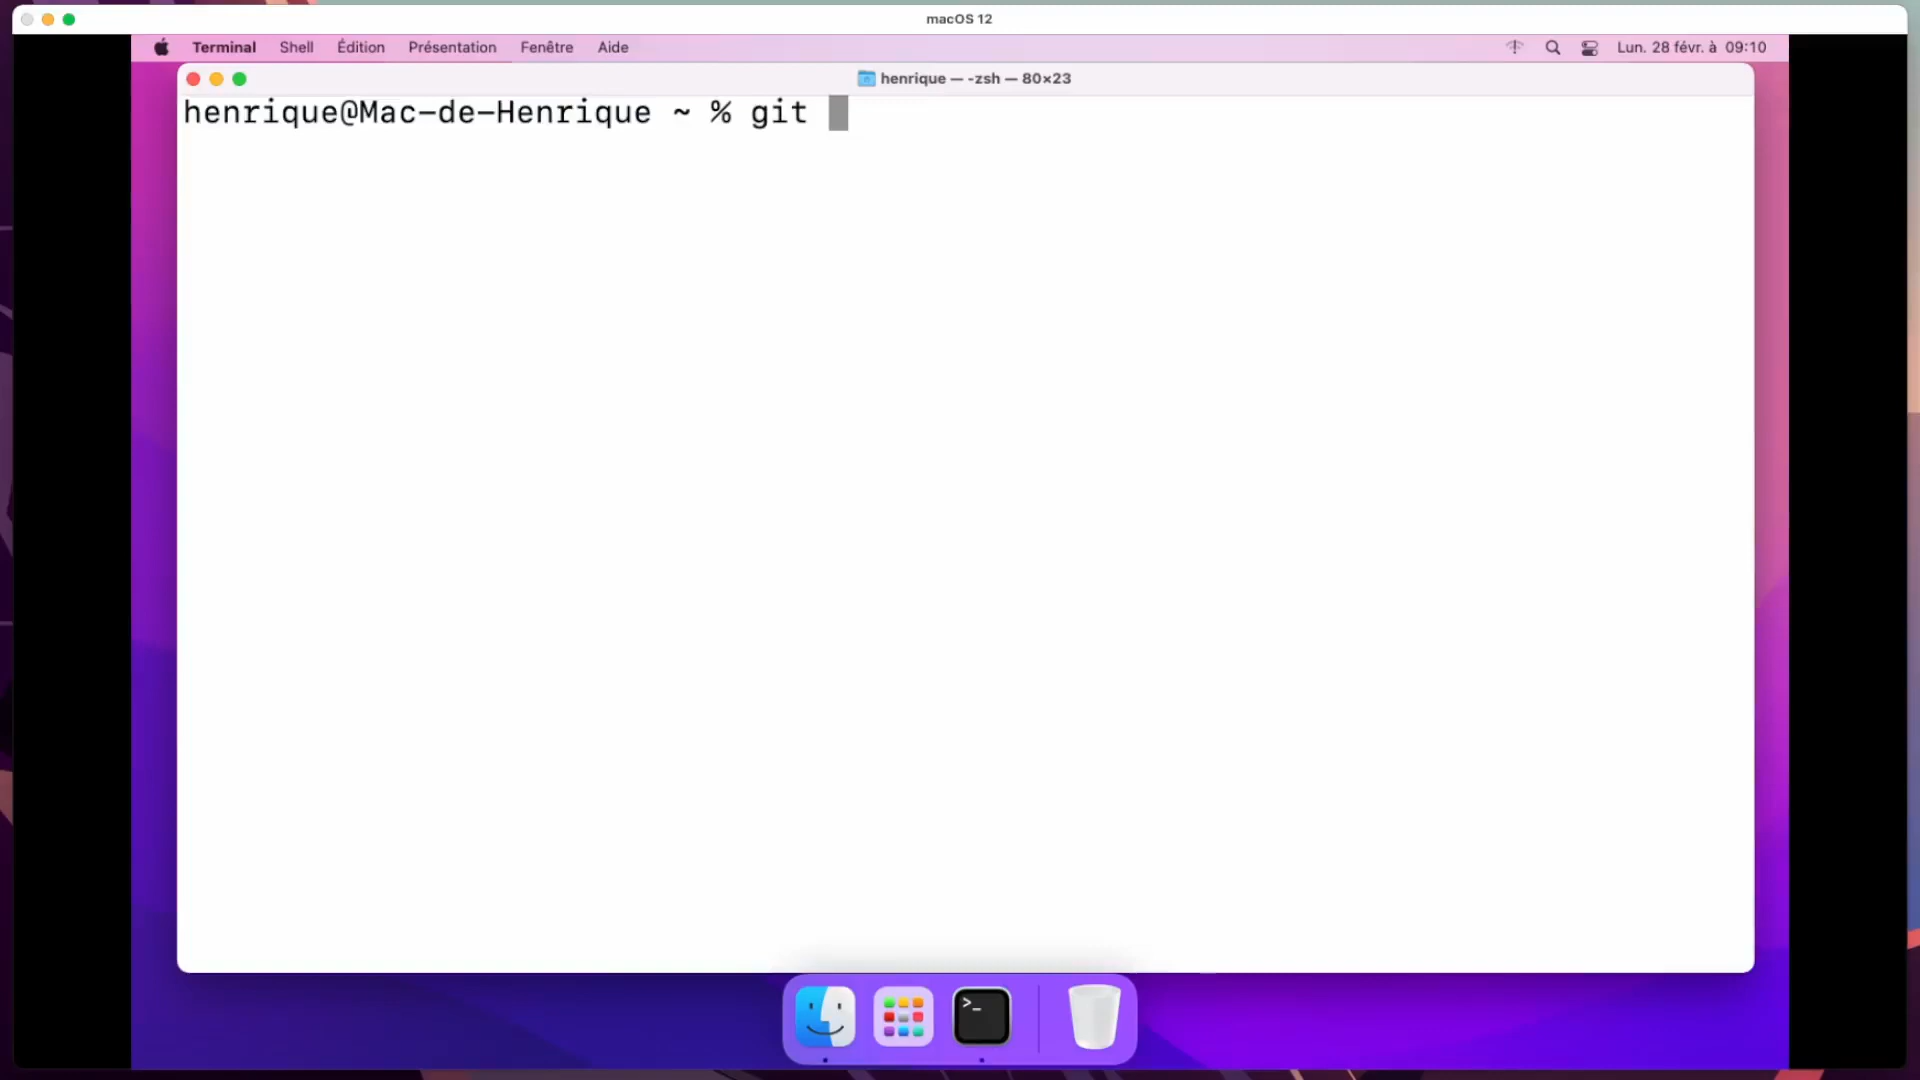 macOS 12
Terminal Shell Édition Présentation Fenêtre Aide Lun. 28 févr. à 09:10
henrique — -zsh — 80×23
henrique@Mac-de-Henrique ~ % git
>_